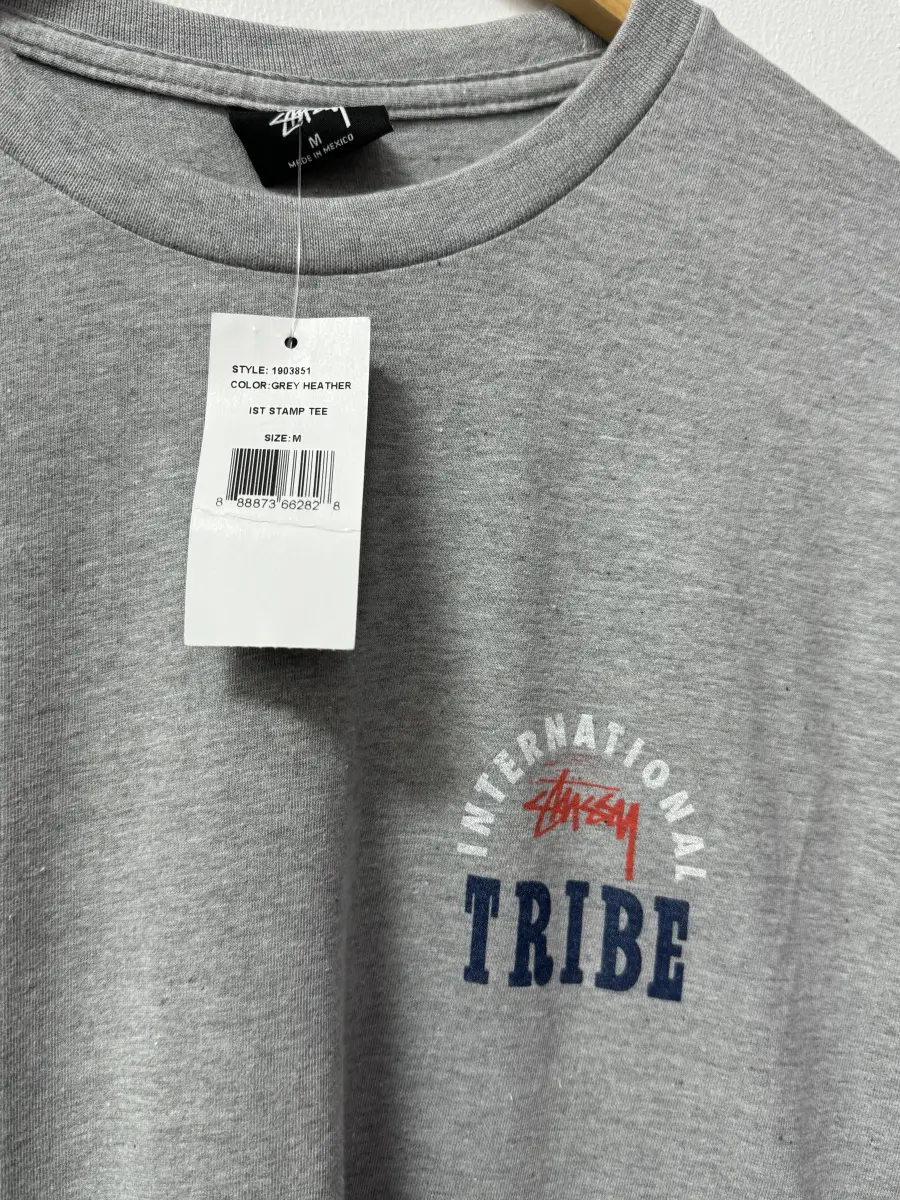 Stüssy
M
MADE IN MEXICO
STYLE: 1903851
COLOR:GREY HEATHER
IST STAMP TEE
SIZE:M
8 88873 66282 8
INTERNATIONAL
Stüssy
TRIBE